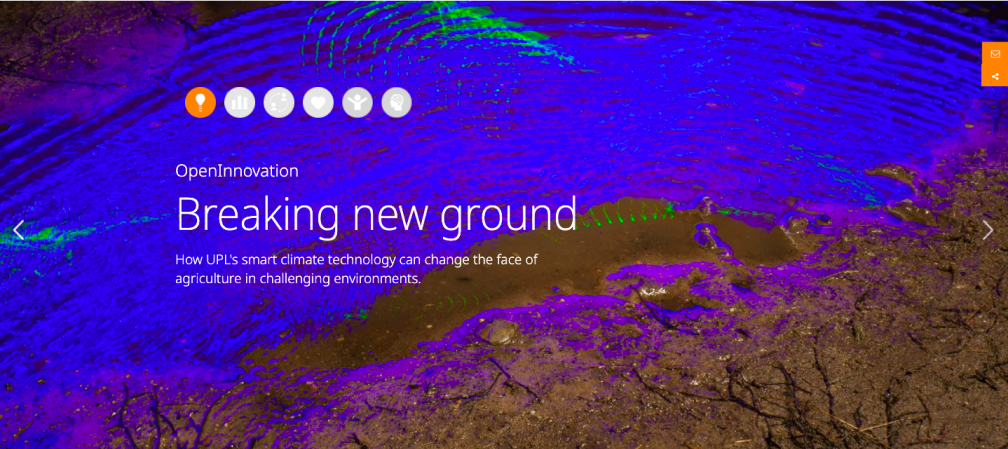 OpenInnovation
Breaking new ground
How UPL's smart climate technology can change the face of
agriculture in challenging environments.